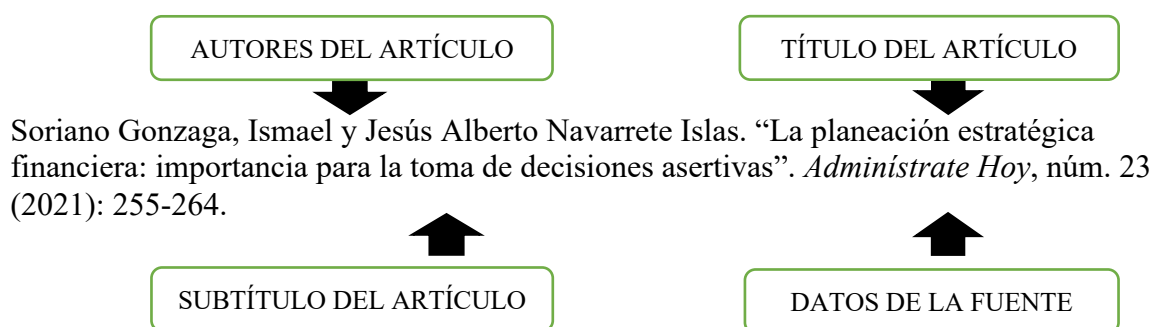 AUTORES DEL ARTÍCULO
TÍTULO DEL ARTÍCULO
Soriano Gonzaga, Ismael y Jesús Alberto Navarrete Islas. “La planeación estratégica
financiera: importancia para la toma de decisiones asertivas”. Adminístrate Hoy, núm. 23
(2021): 255-264.
SUBTÍTULO DEL ARTÍCULO
DATOS DE LA FUENTE